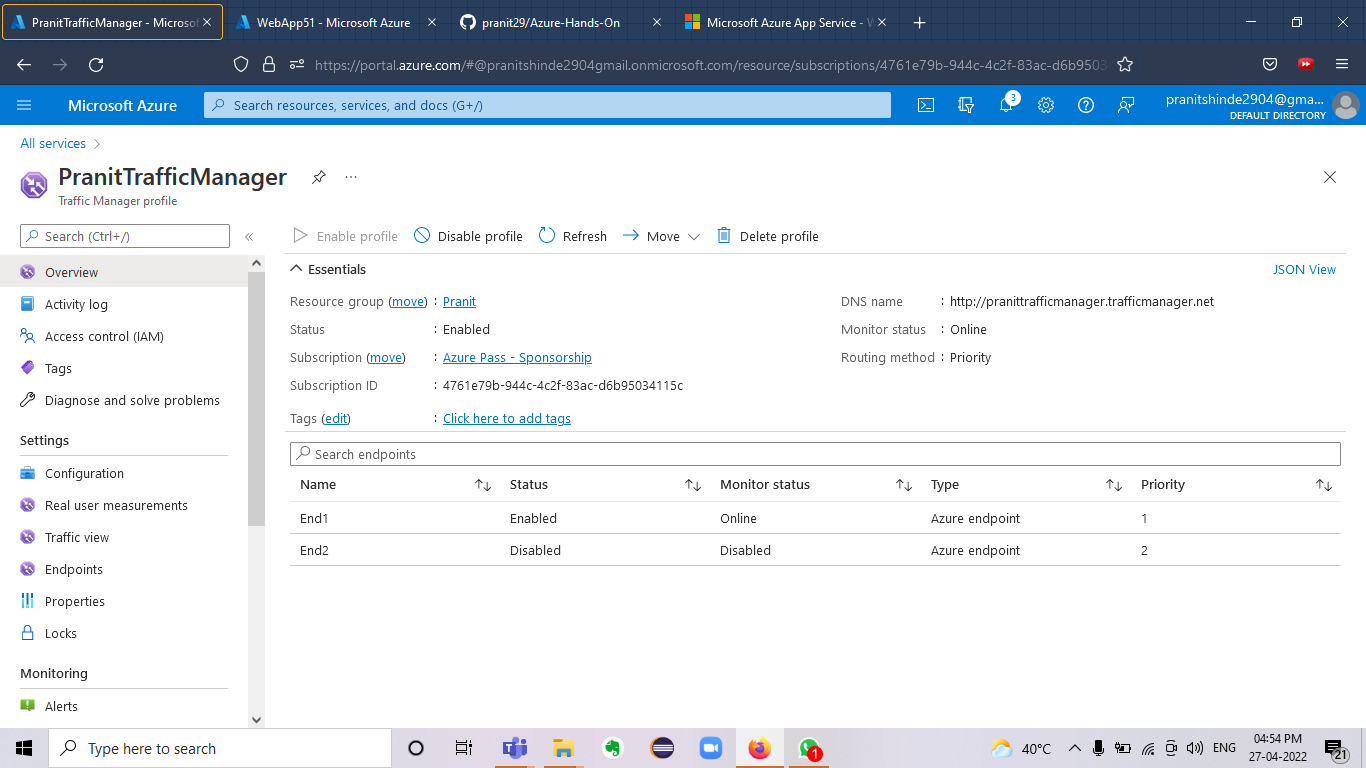 PranitTrafficManager - Microsof
WebApp51 - Microsoft Azure
pranit29/Azure-Hands-On
Microsoft Azure App Service - W
https://portal.azure.com/#@pranitshinde2904gmail.onmicrosoft.com/resource/subscriptions/4761e79b-944c-4c2f-83ac-d6b9503
Microsoft Azure
Search resources, services, and docs (G+/)
3
pranitshinde2904@gma...
DEFAULT DIRECTORY
All services
PranitTrafficManager
Traffic Manager profile
Search (Ctrl+/)
Enable profile
Disable profile
Refresh
Move
Delete profile
Overview
Activity log
Access control (IAM)
Tags
Diagnose and solve problems
Settings
Configuration
Real user measurements
Traffic view
Endpoints
Properties
Locks
Monitoring
Alerts
Essentials
JSON View
Resource group (move) : Pranit
Status : Enabled
Subscription (move) : Azure Pass - Sponsorship
Subscription ID : 4761e79b-944c-4c2f-83ac-d6b95034115c
Tags (edit) : Click here to add tags
DNS name : http://pranittrafficmanager.trafficmanager.net
Monitor status : Online
Routing method : Priority
Search endpoints
Name Status Monitor status Type Priority
End1 Enabled Online Azure endpoint 1
End2 Disabled Disabled Azure endpoint 2
Type here to search
1
40°C
ENG
04:54 PM
27-04-2022
21